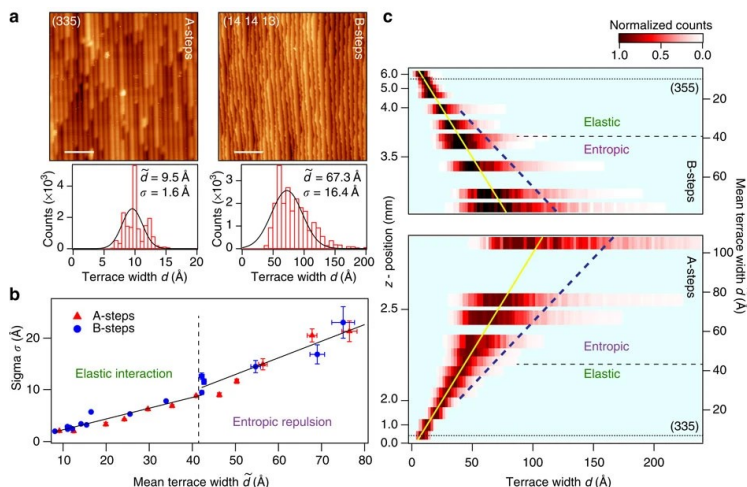 a
(335)
A-steps
(14 14 13)
B-steps
d̃ = 9.5 Å
σ = 1.6 Å
d̃ = 67.3 Å
σ = 16.4 Å
Counts (×10³)
4
2
0
0 10 20
Terrace width d (Å)
Counts (×10³)
3
2
1
0
0 50 100 150 200
Terrace width d (Å)
b
A-steps
B-steps
Elastic interaction
Entropic repulsion
Sigma σ (Å)
20
10
0
10 20 30 40 50 60 70 80
Mean terrace width d̃ (Å)
c
Normalized counts
1.0 0.5 0.0
6.0
5.0
4.0
3.5
(355)
Elastic
Entropic
B-steps
20
40
60
z - position (mm)
Mean terrace width d (Å)
2.5
2.0
1.0
0.0
A-steps
Entropic
Elastic
(335)
100
80
60
40
20
0 50 100 150 200
Terrace width d (Å)